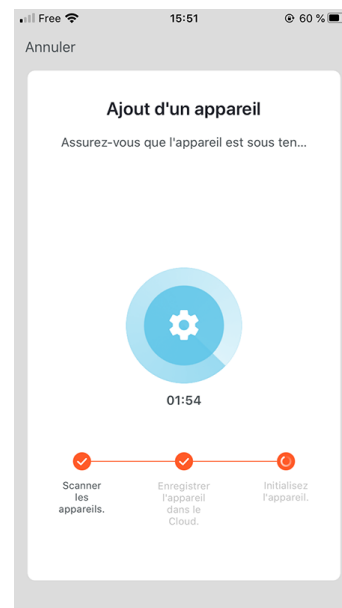 Free 15:51 60 %
Annuler
Ajout d'un appareil
Assurez-vous que l'appareil est sous ten...
01:54
Scanner
les
appareils.
Enregistrer
l'appareil
dans le
Cloud.
Initialisez
l'appareil.